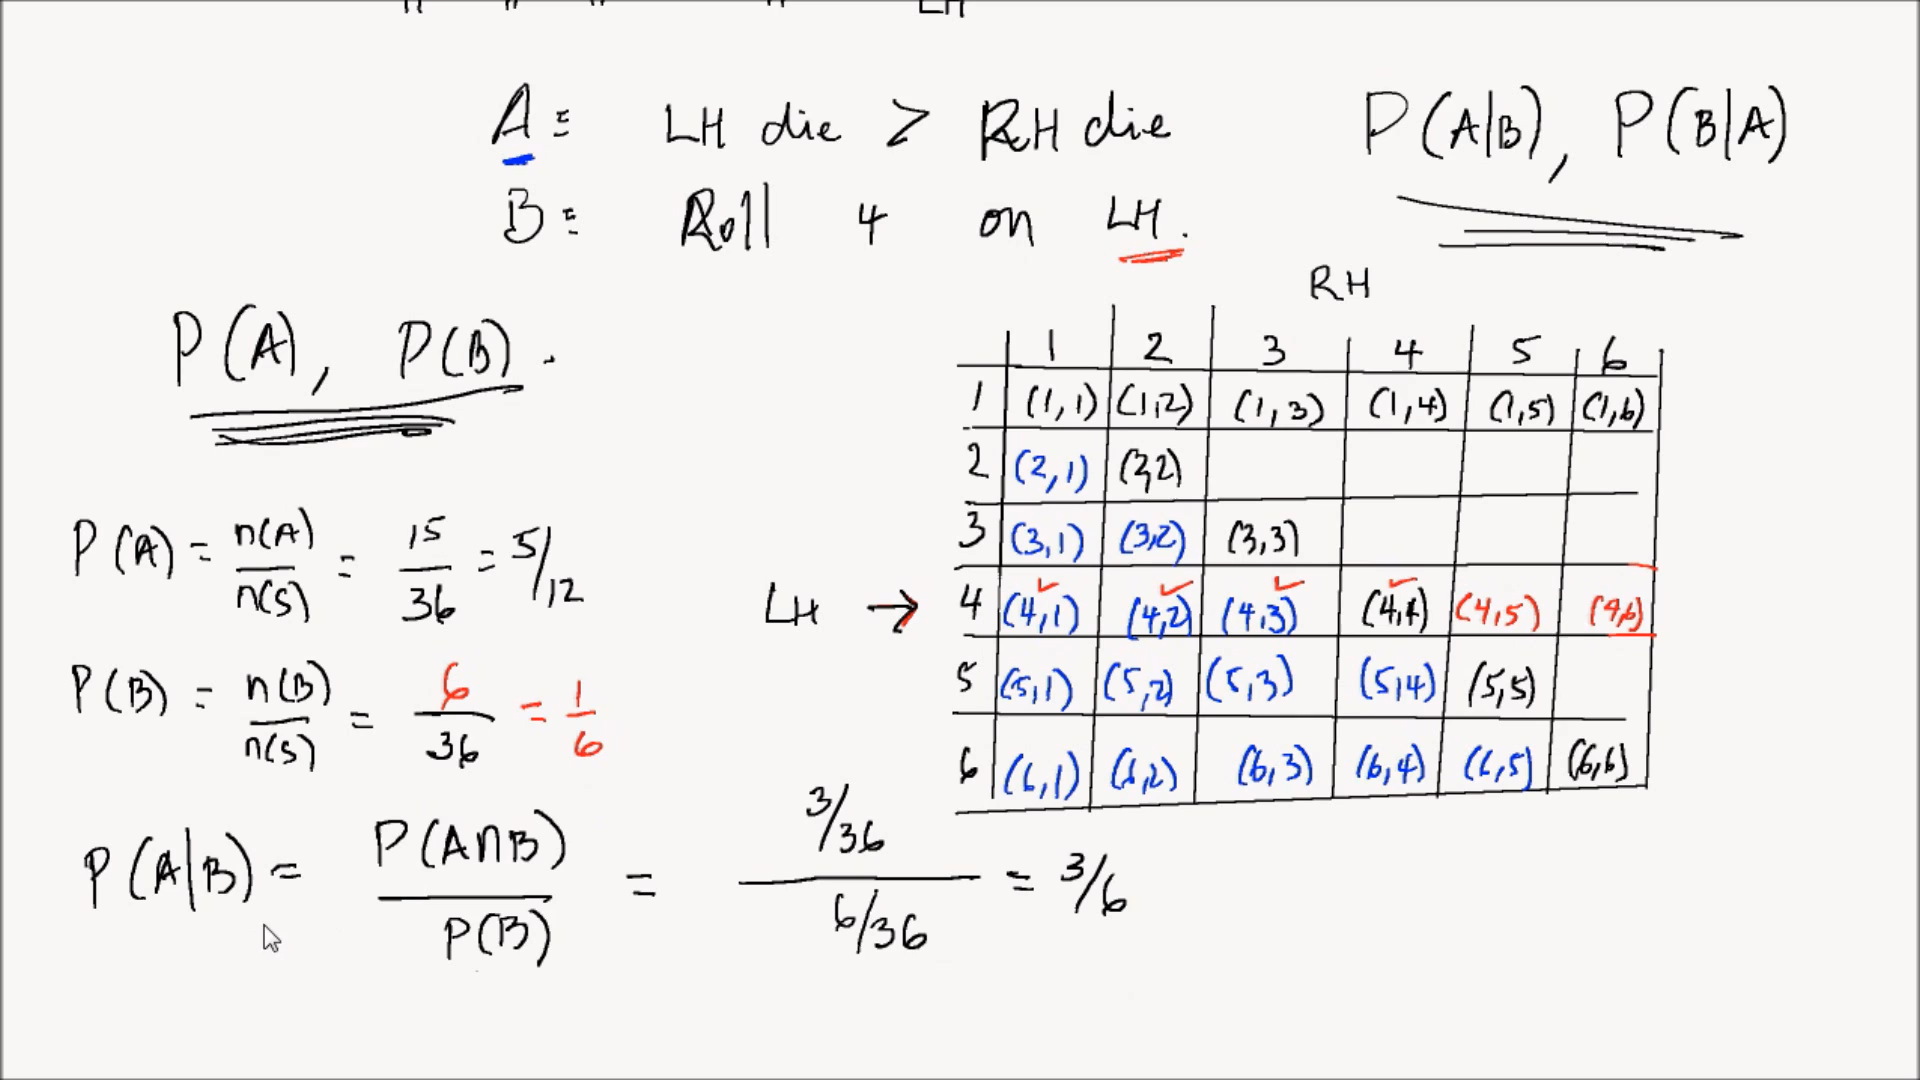 LH
A = LH die > RH die
P(A|B), P(B|A)
B = Roll 4 on LH.
RH
P(A), P(B).
1 2 3 4 5 6
1 (1,1) (1,2) (1,3) (1,4) (1,5) (1,6)
2 (2,1) (2,2)
3 (3,1) (3,2) (3,3)
P(A) = n(A)/n(S) = 15/36 = 5/12
LH → 4 (4,1) (4,2) (4,3) (4,4) (4,5) (4,6)
5 (5,1) (5,2) (5,3) (5,4) (5,5)
P(B) = n(B)/n(S) = 6/36 = 1/6
6 (6,1) (6,2) (6,3) (6,4) (6,5) (6,6)
P(A|B) = P(A∩B)/P(B) = 3/36 / 6/36 = 3/6